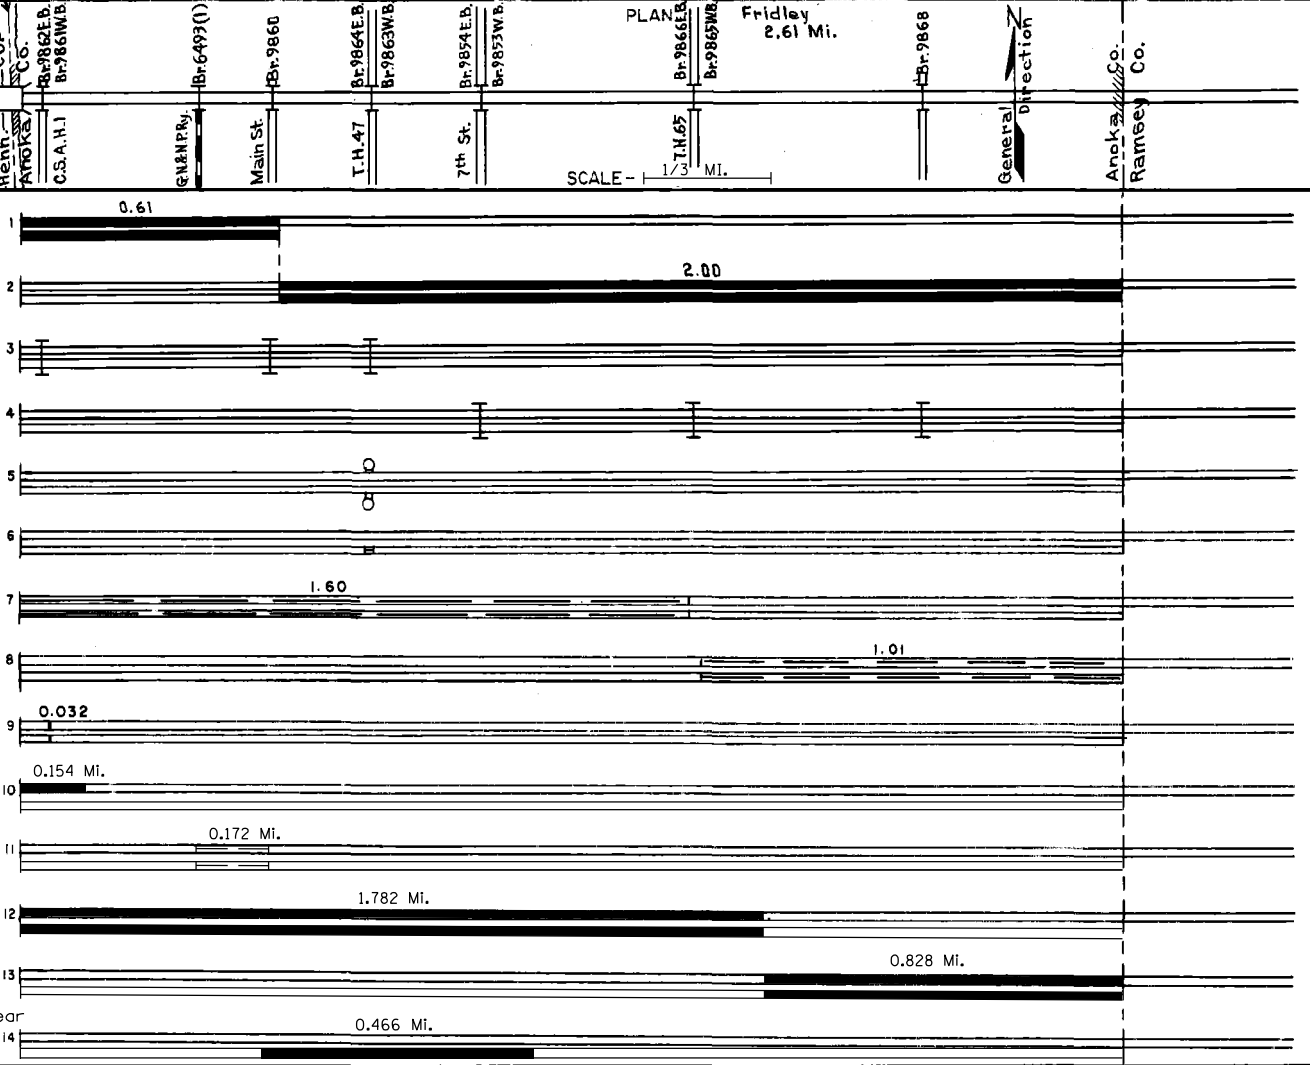 PLAN
Fridley
2.61 Mi.
Br.9862E.B.
Br.9861W.B.
Br.6493(1)
Br.9860
Br.9864E.B.
Br.9863W.B.
Br.9854E.B.
Br.9853W.B.
Br.9866E.B.
Br.9865W.B.
Br.9868
N
General Direction
Co.
Anoka Co.
Ramsey Co.
Henn.
Anoka
C.S.A.H.1
G.N.&N.P.Ry.
Main St.
T.H.47
7th St.
T.H.65
SCALE- 1/3 MI.
0.61
1
2.00
2
3
4
5
6
1.60
7
1.01
8
0.032
9
0.154 Mi.
10
0.172 Mi.
11
1.782 Mi.
12
0.828 Mi.
13
ear
0.466 Mi.
14